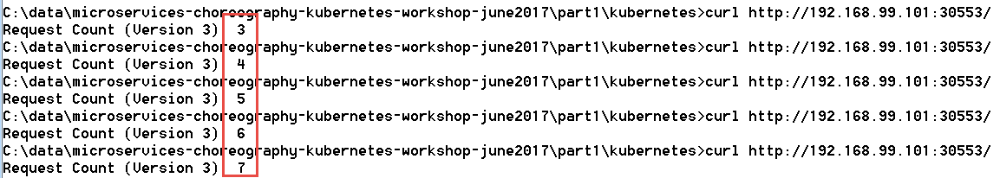 C:\data\microservices-choreography-kubernetes-workshop-june2017\part1\kubernetes>curl http://192.168.99.101:30553/
Request Count (Version 3) 3
C:\data\microservices-choreography-kubernetes-workshop-june2017\part1\kubernetes>curl http://192.168.99.101:30553/
Request Count (Version 3) 4
C:\data\microservices-choreography-kubernetes-workshop-june2017\part1\kubernetes>curl http://192.168.99.101:30553/
Request Count (Version 3) 5
C:\data\microservices-choreography-kubernetes-workshop-june2017\part1\kubernetes>curl http://192.168.99.101:30553/
Request Count (Version 3) 6
C:\data\microservices-choreography-kubernetes-workshop-june2017\part1\kubernetes>curl http://192.168.99.101:30553/
Request Count (Version 3) 7